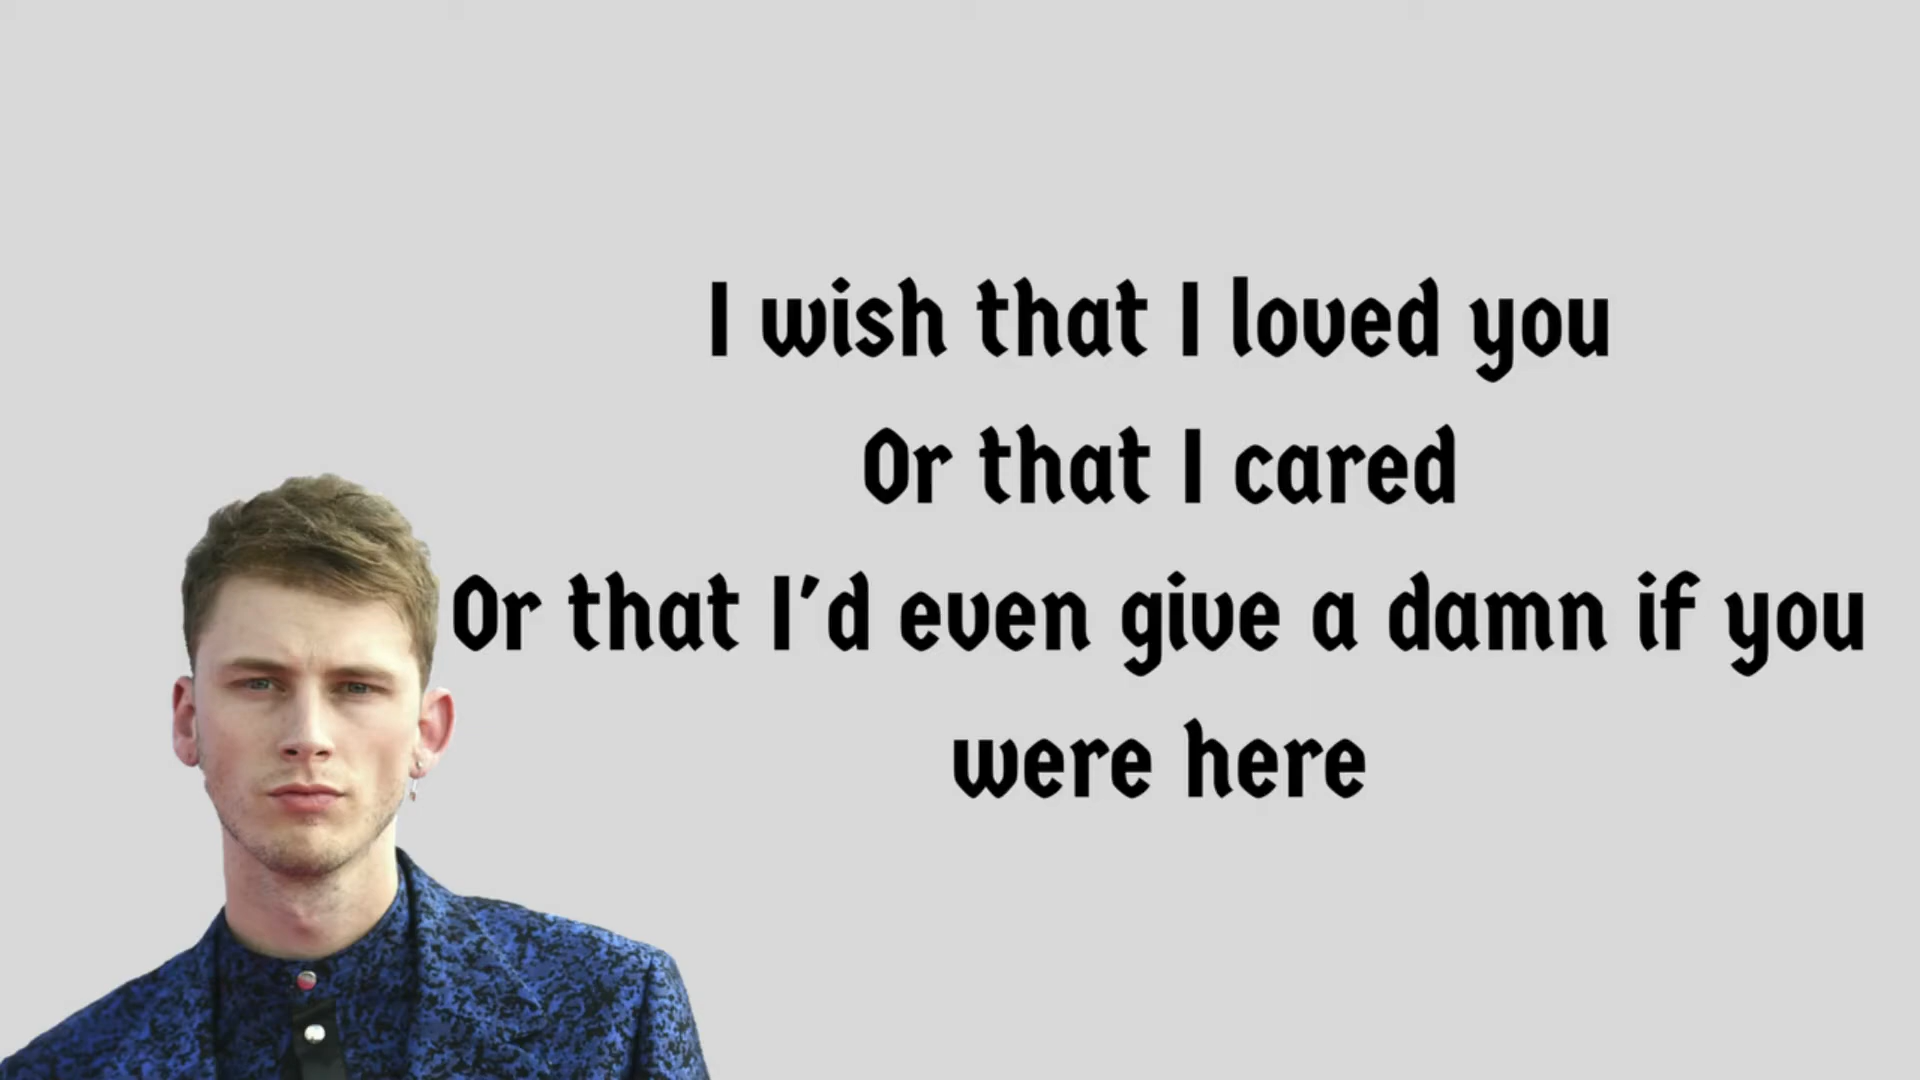 I wish that I loved you
Or that I cared
Or that I'd even give a damn if you
were here